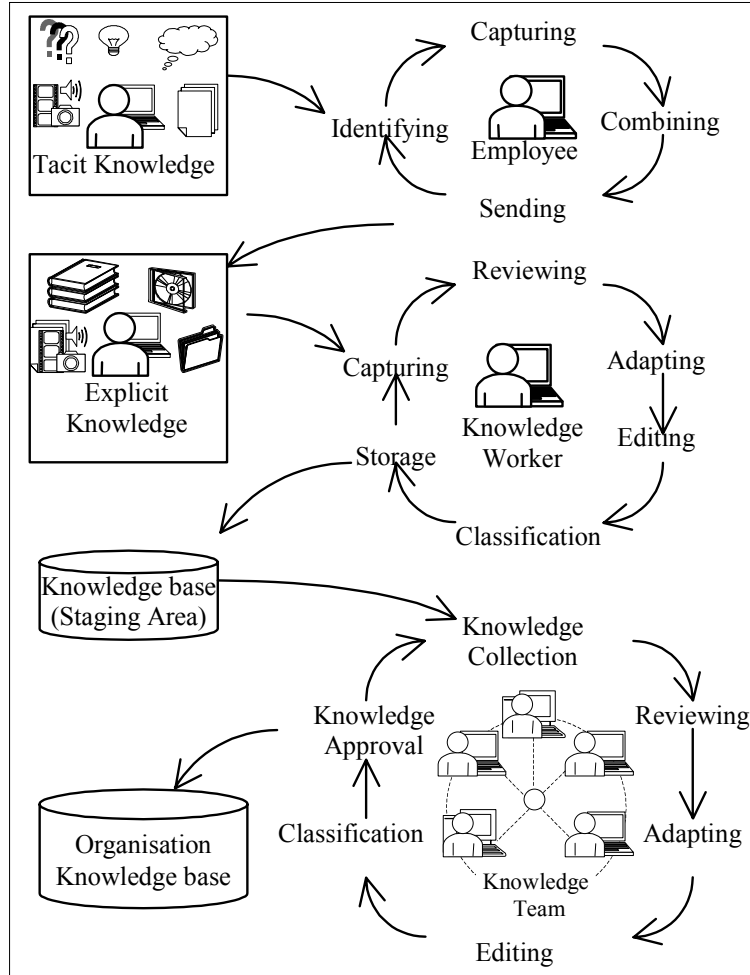 Capturing
Identifying
Combining
Employee
Tacit Knowledge
Sending
Reviewing
Capturing
Adapting
Explicit
Knowledge
Knowledge
Worker
Editing
Storage
Classification
Knowledge base
(Staging Area)
Knowledge
Collection
Knowledge
Approval
Reviewing
Classification
Adapting
Organisation
Knowledge base
Knowledge
Team
Editing